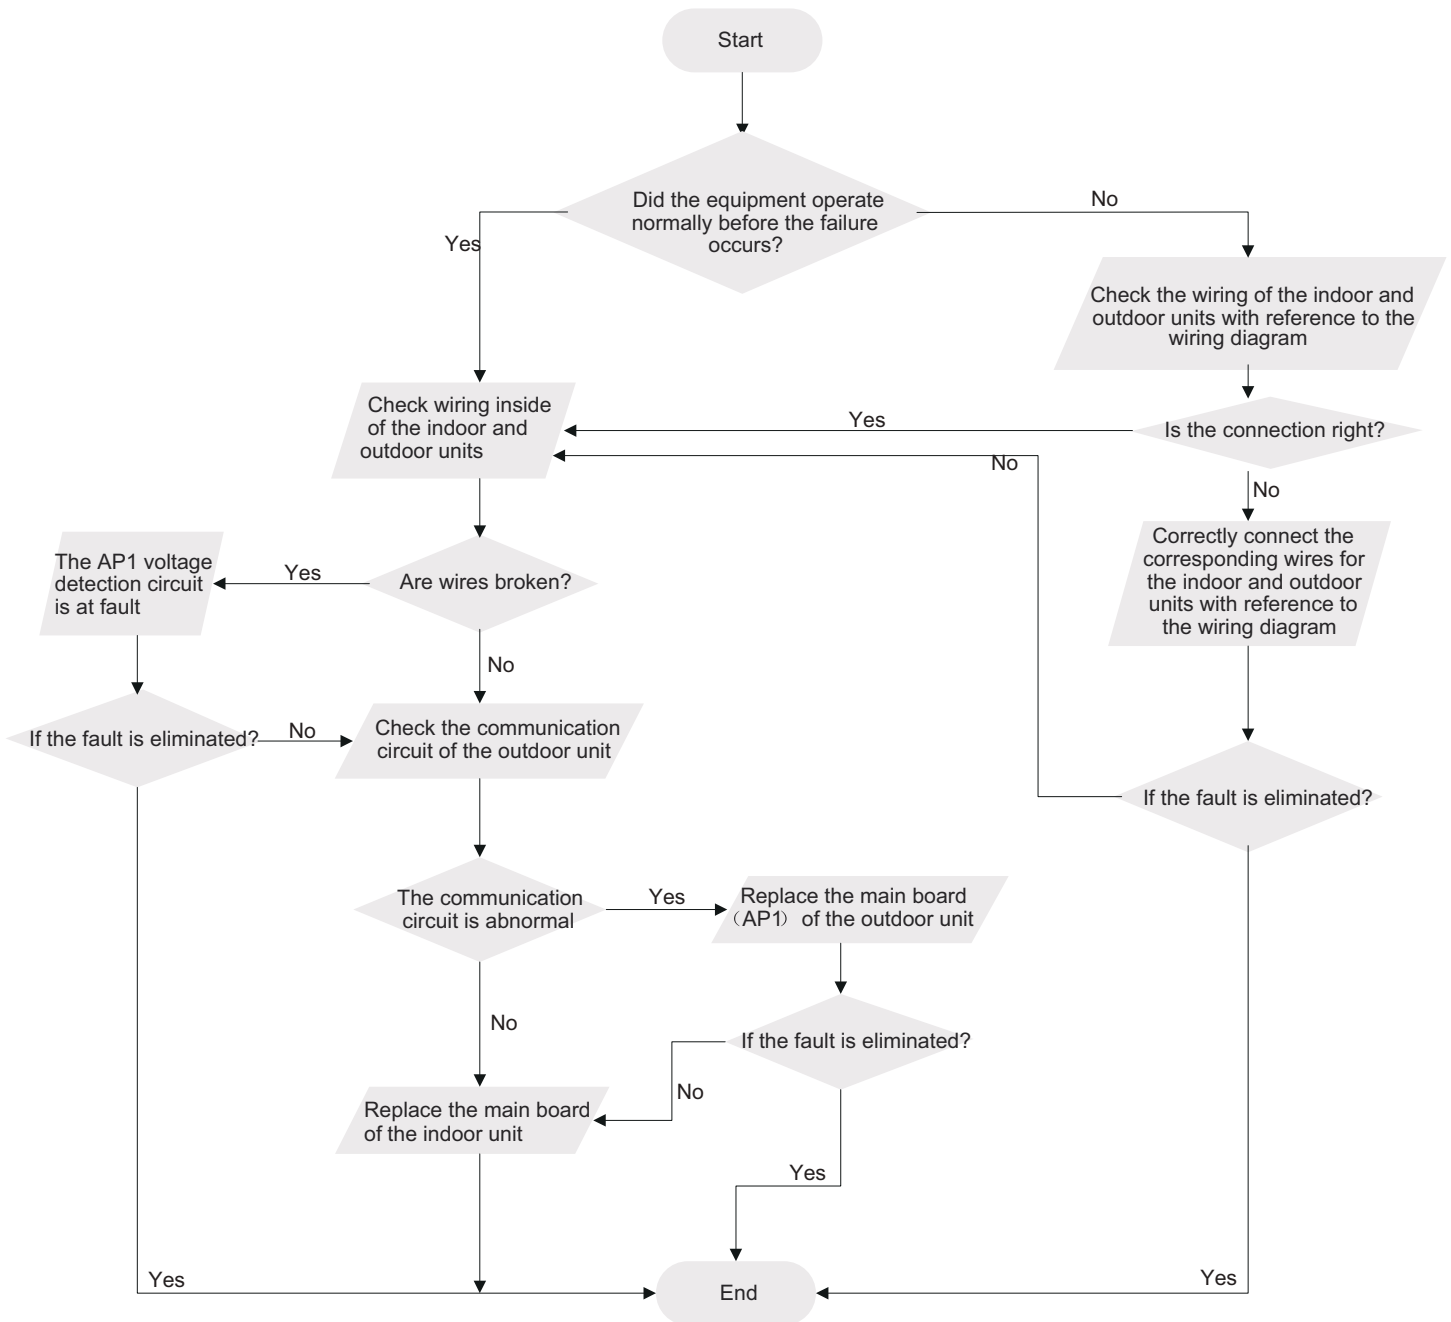 Start
Did the equipment operate
normally before the failure
occurs?
No
Yes
Check the wiring of the indoor and
outdoor units with reference to the
wiring diagram
Check wiring inside
of the indoor and
outdoor units
Yes
Is the connection right?
No
No
Correctly connect the
corresponding wires for
the indoor and outdoor
units with reference to
the wiring diagram
The AP1 voltage
detection circuit
is at fault
Yes
Are wires broken?
No
If the fault is eliminated?
No
Check the communication
circuit of the outdoor unit
If the fault is eliminated?
The communication
circuit is abnormal
Yes
Replace the main board
（AP1） of the outdoor unit
No
If the fault is eliminated?
No
Replace the main board
of the indoor unit
Yes
Yes
End
Yes